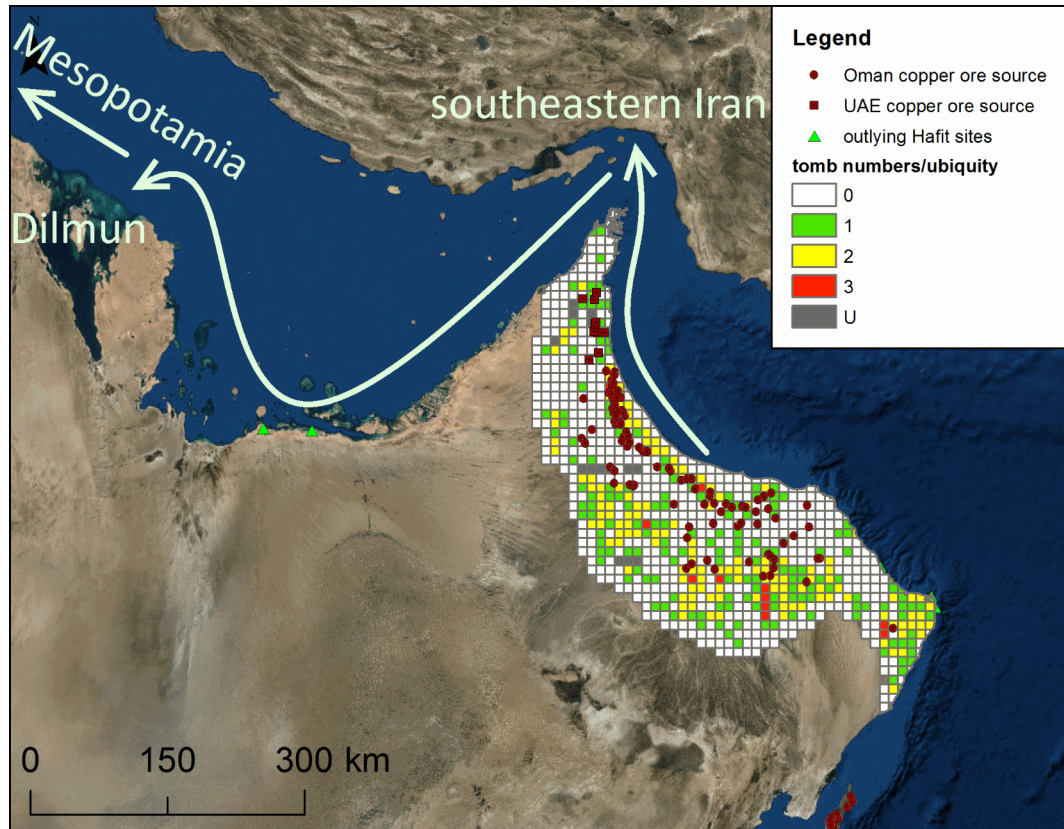 N
Mesopotamia
southeastern Iran
Dilmun
Legend
Oman copper ore source
UAE copper ore source
outlying Hafit sites
tomb numbers/ubiquity
0
1
2
3
U
0 150 300 km